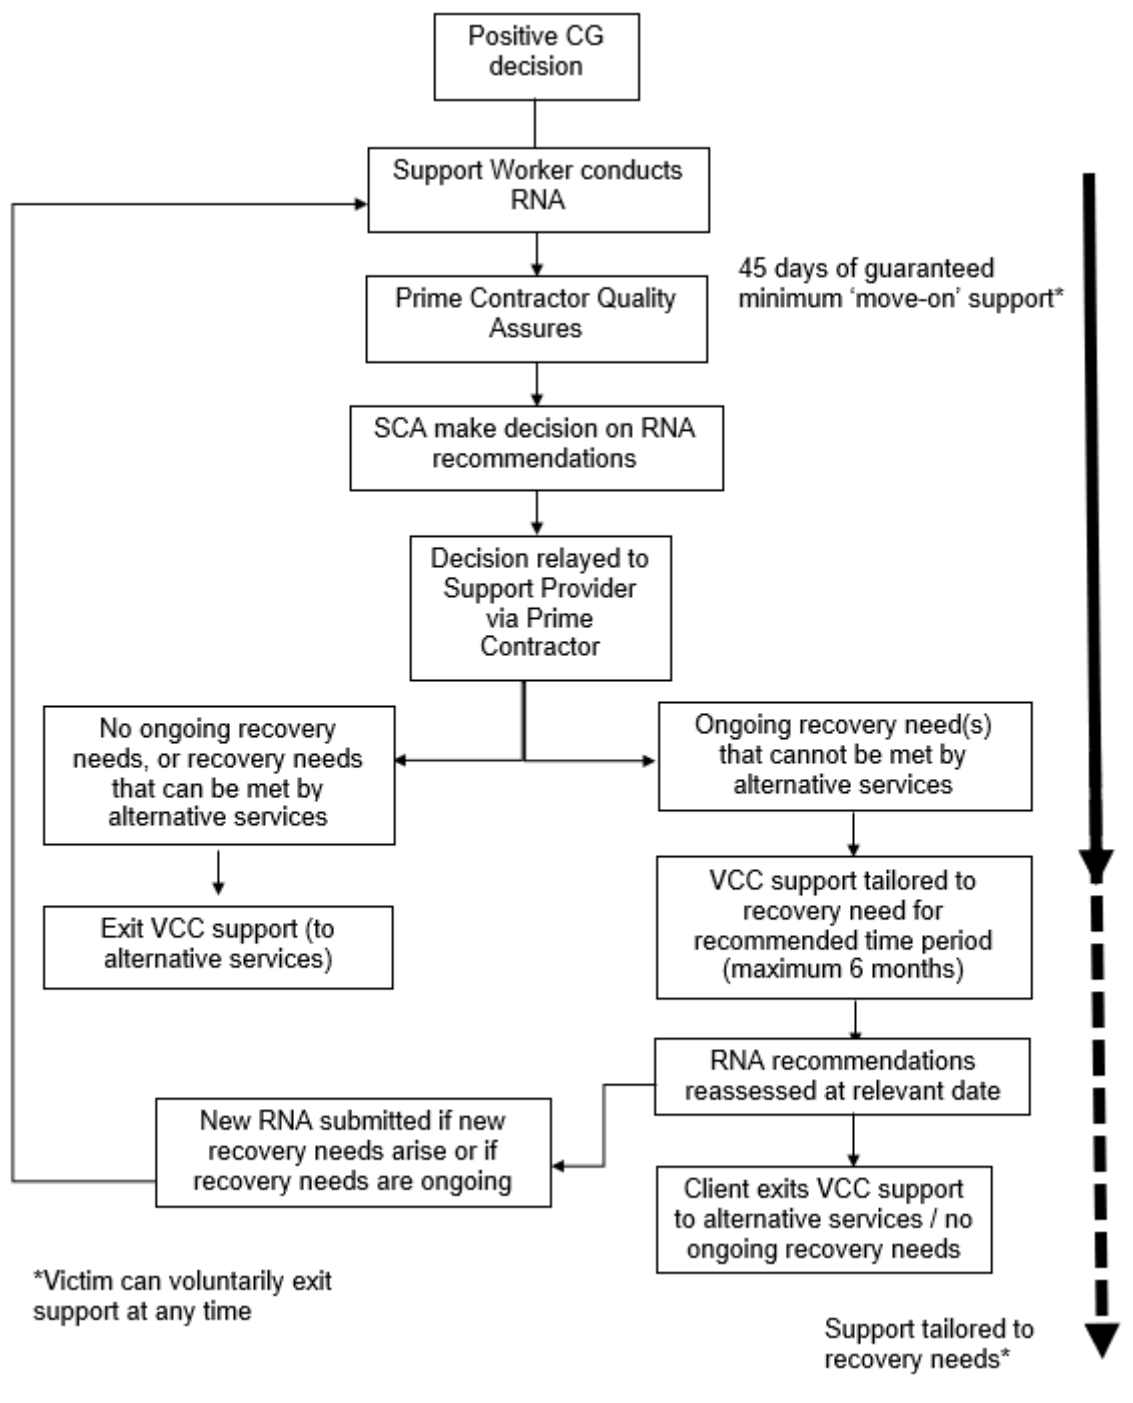 Positive CG
decision
Support Worker conducts
RNA
45 days of guaranteed
minimum ‘move-on’ support*
Prime Contractor Quality
Assures
SCA make decision on RNA
recommendations
Decision relayed to
Support Provider
via Prime
Contractor
No ongoing recovery
needs, or recovery needs
that can be met by
alternative services
Ongoing recovery need(s)
that cannot be met by
alternative services
Exit VCC support (to
alternative services)
VCC support tailored to
recovery need for
recommended time period
(maximum 6 months)
RNA recommendations
reassessed at relevant date
New RNA submitted if new
recovery needs arise or if
recovery needs are ongoing
Client exits VCC support
to alternative services / no
ongoing recovery needs
*Victim can voluntarily exit
support at any time
Support tailored to
recovery needs*